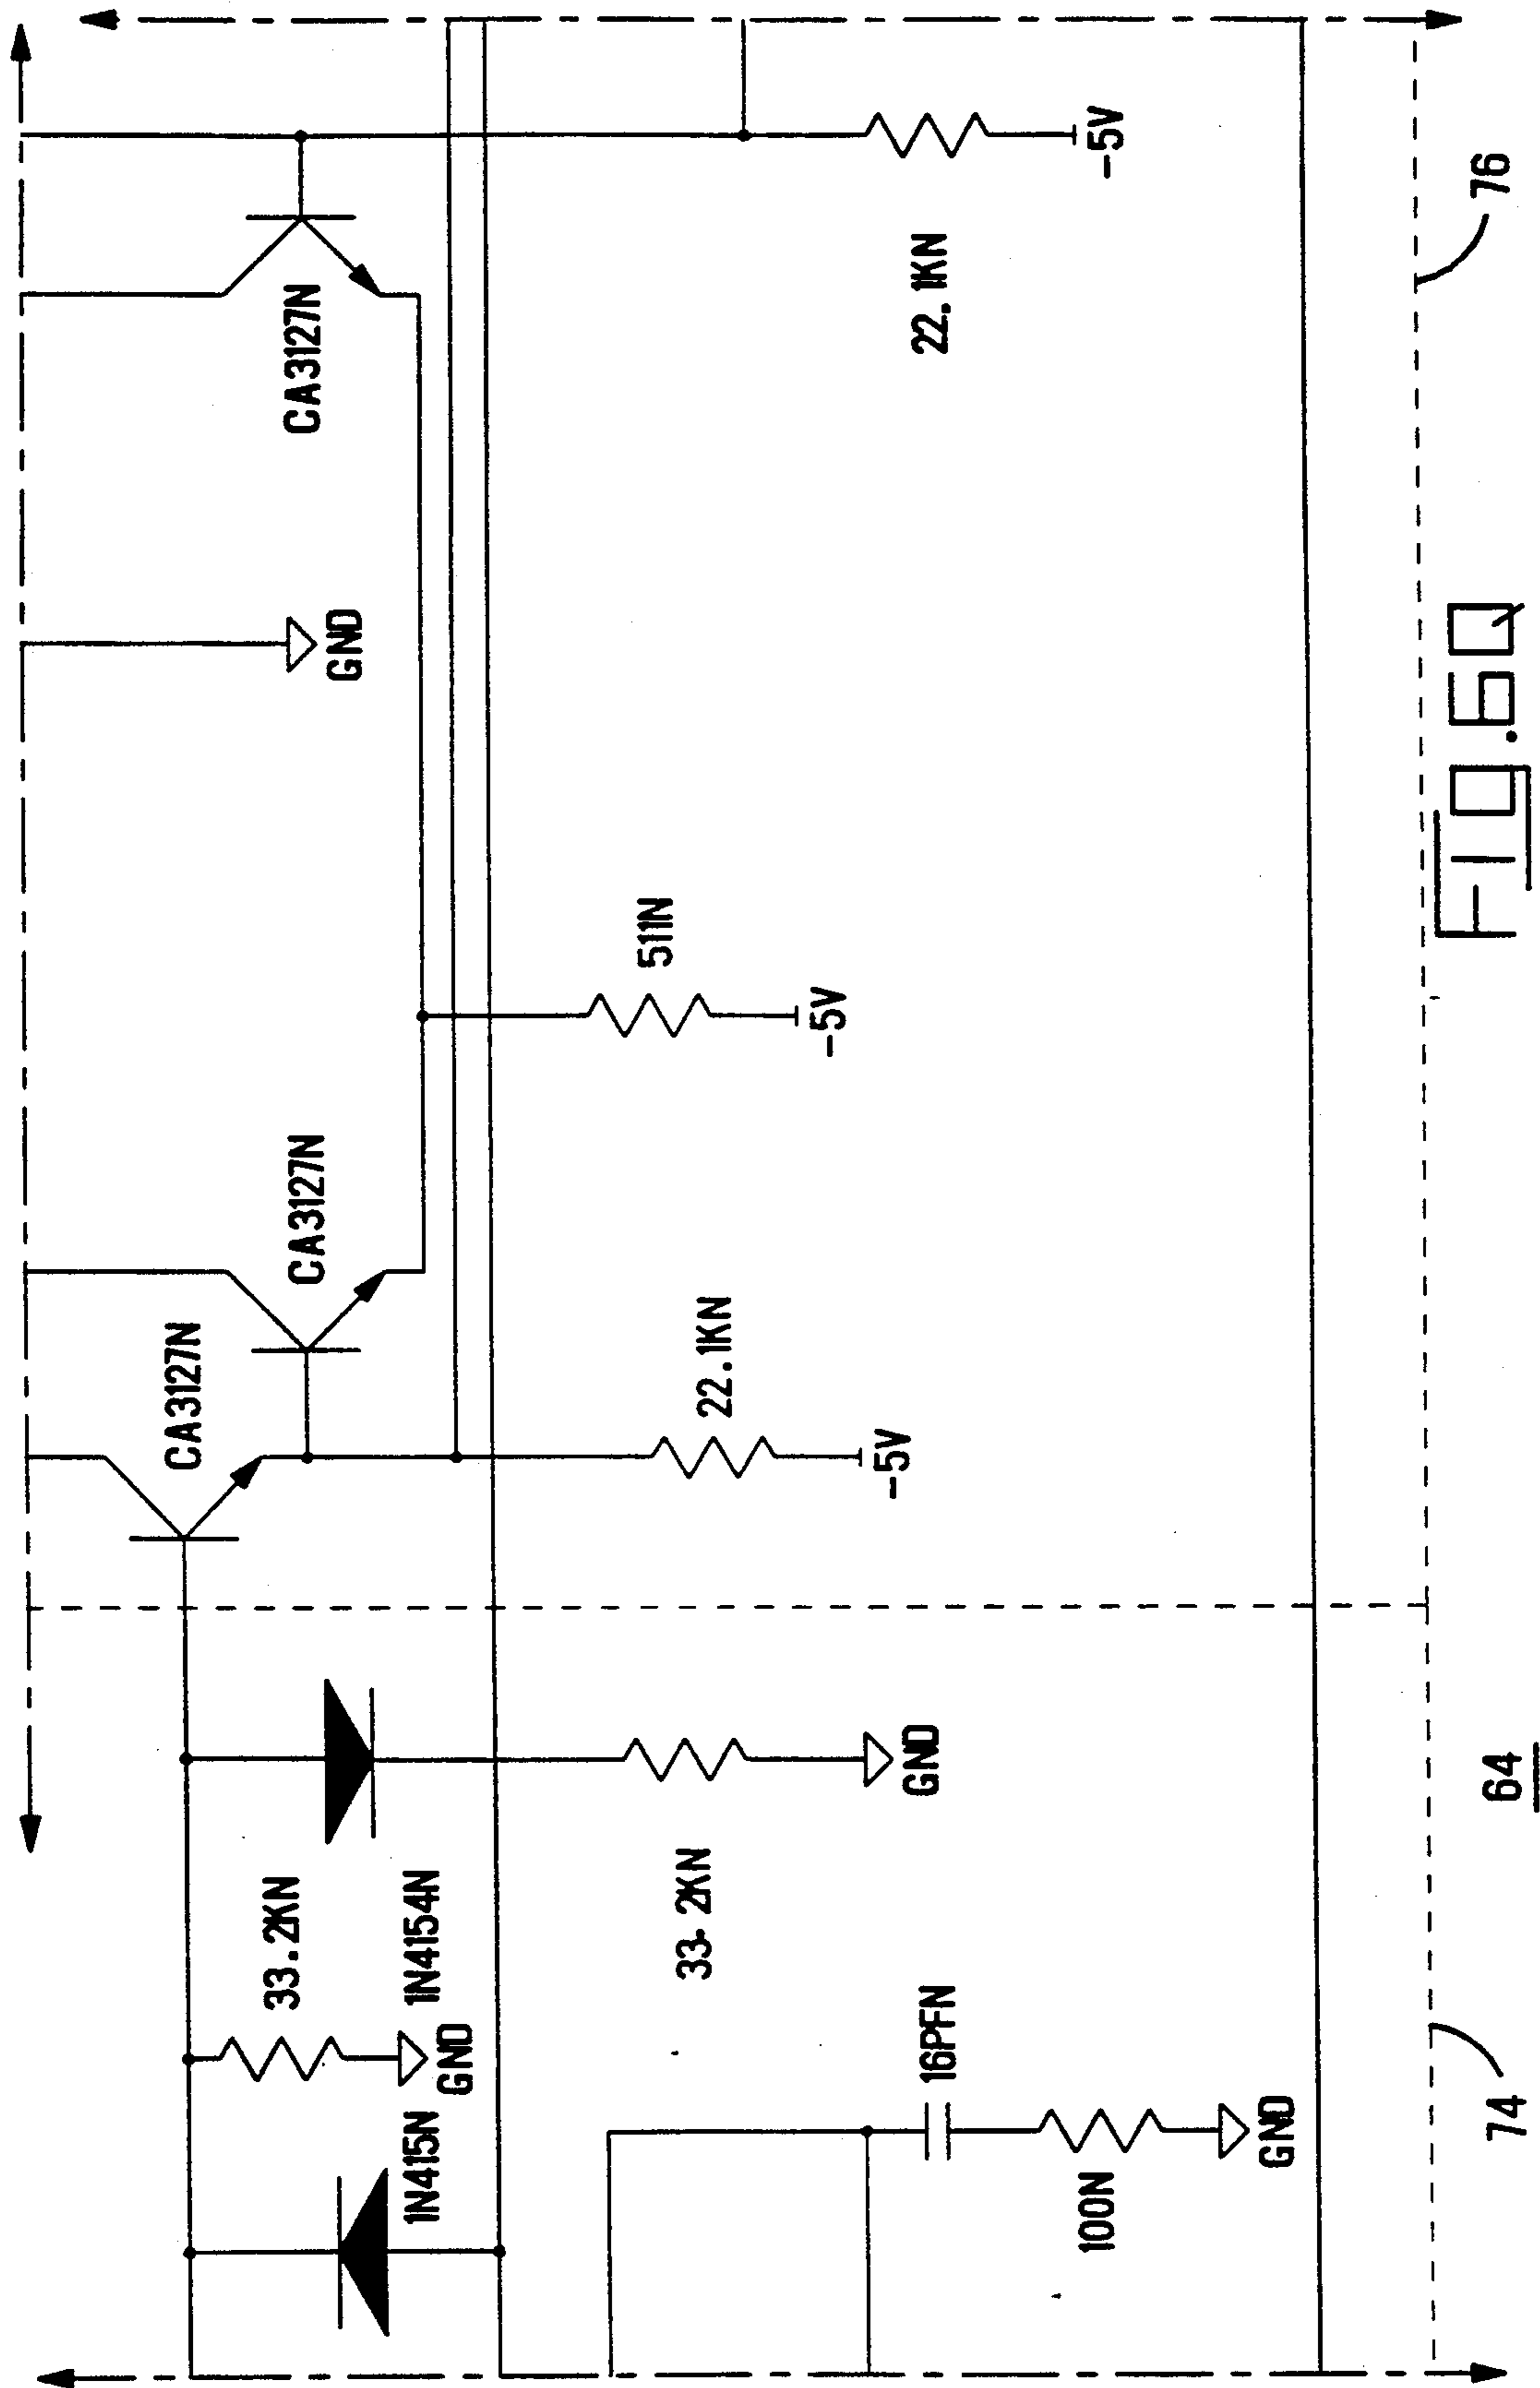 CA3127N
GND
CA3127N
CA3127N
-5V
22.1KN
511N
-5V
22.1KN
-5V
33.2KN
1N4154N
GND
1N415N
33.2KN
GND
16PFN
100N
GND
76
74
64
FIG.6Q